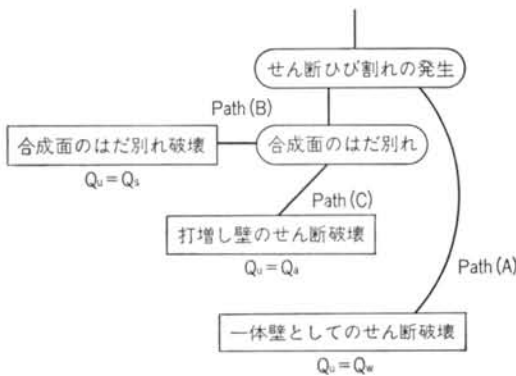 せん断ひび割れの発生
Path(B)
合成面のはだ別れ破壊
合成面のはだ別れ
Qu=Qs
Path(C)
打増し壁のせん断破壊
Qu=Qa
Path(A)
一体壁としてのせん断破壊
Qu=Qw